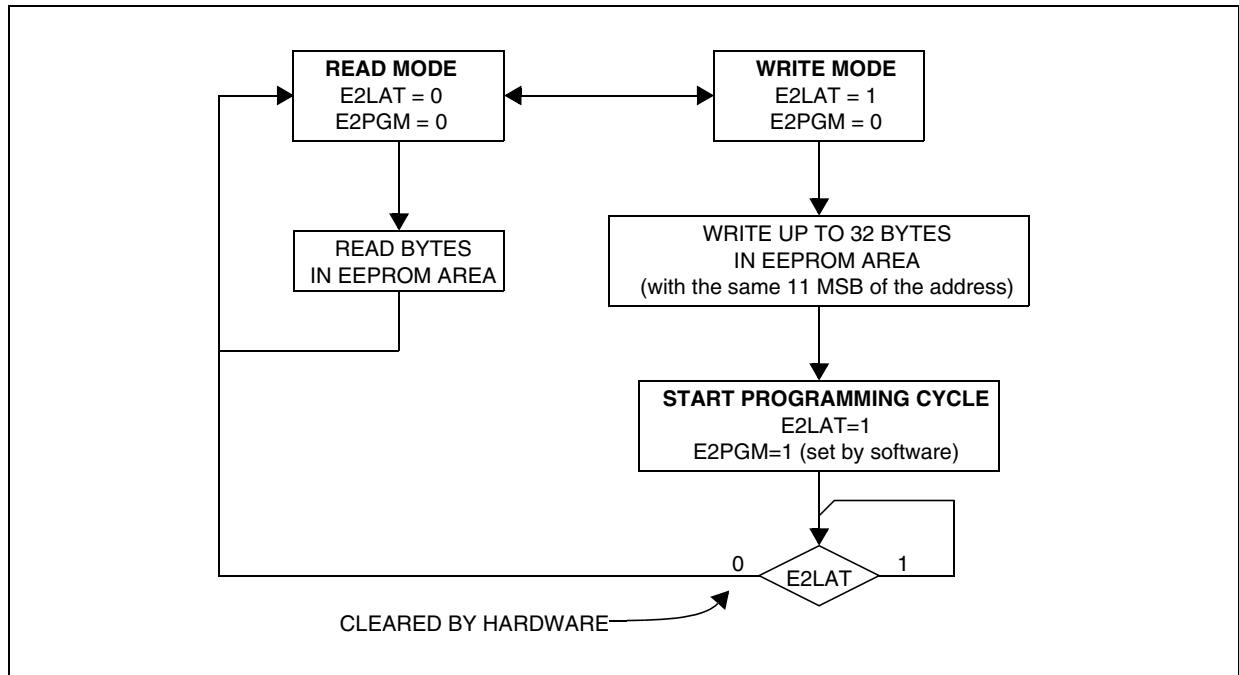 READ MODE
E2LAT = 0
E2PGM = 0
WRITE MODE
E2LAT = 1
E2PGM = 0
READ BYTES
IN EEPROM AREA
WRITE UP TO 32 BYTES
IN EEPROM AREA
(with the same 11 MSB of the address)
START PROGRAMMING CYCLE
E2LAT=1
E2PGM=1 (set by software)
0
E2LAT
1
CLEARED BY HARDWARE